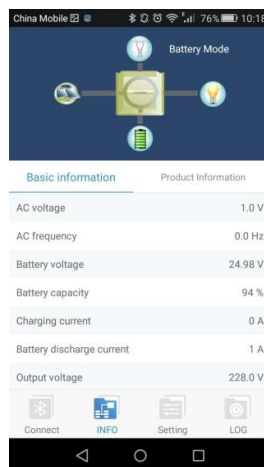 China Mobile 76% 10:18
Battery Mode
Basic information Product Information
AC voltage 1.0 V
AC frequency 0.0 Hz
Battery voltage 24.98 V
Battery capacity 94 %
Charging current 0 A
Battery discharge current 1 A
Output voltage 228.0 V
Connect INFO Setting LOG